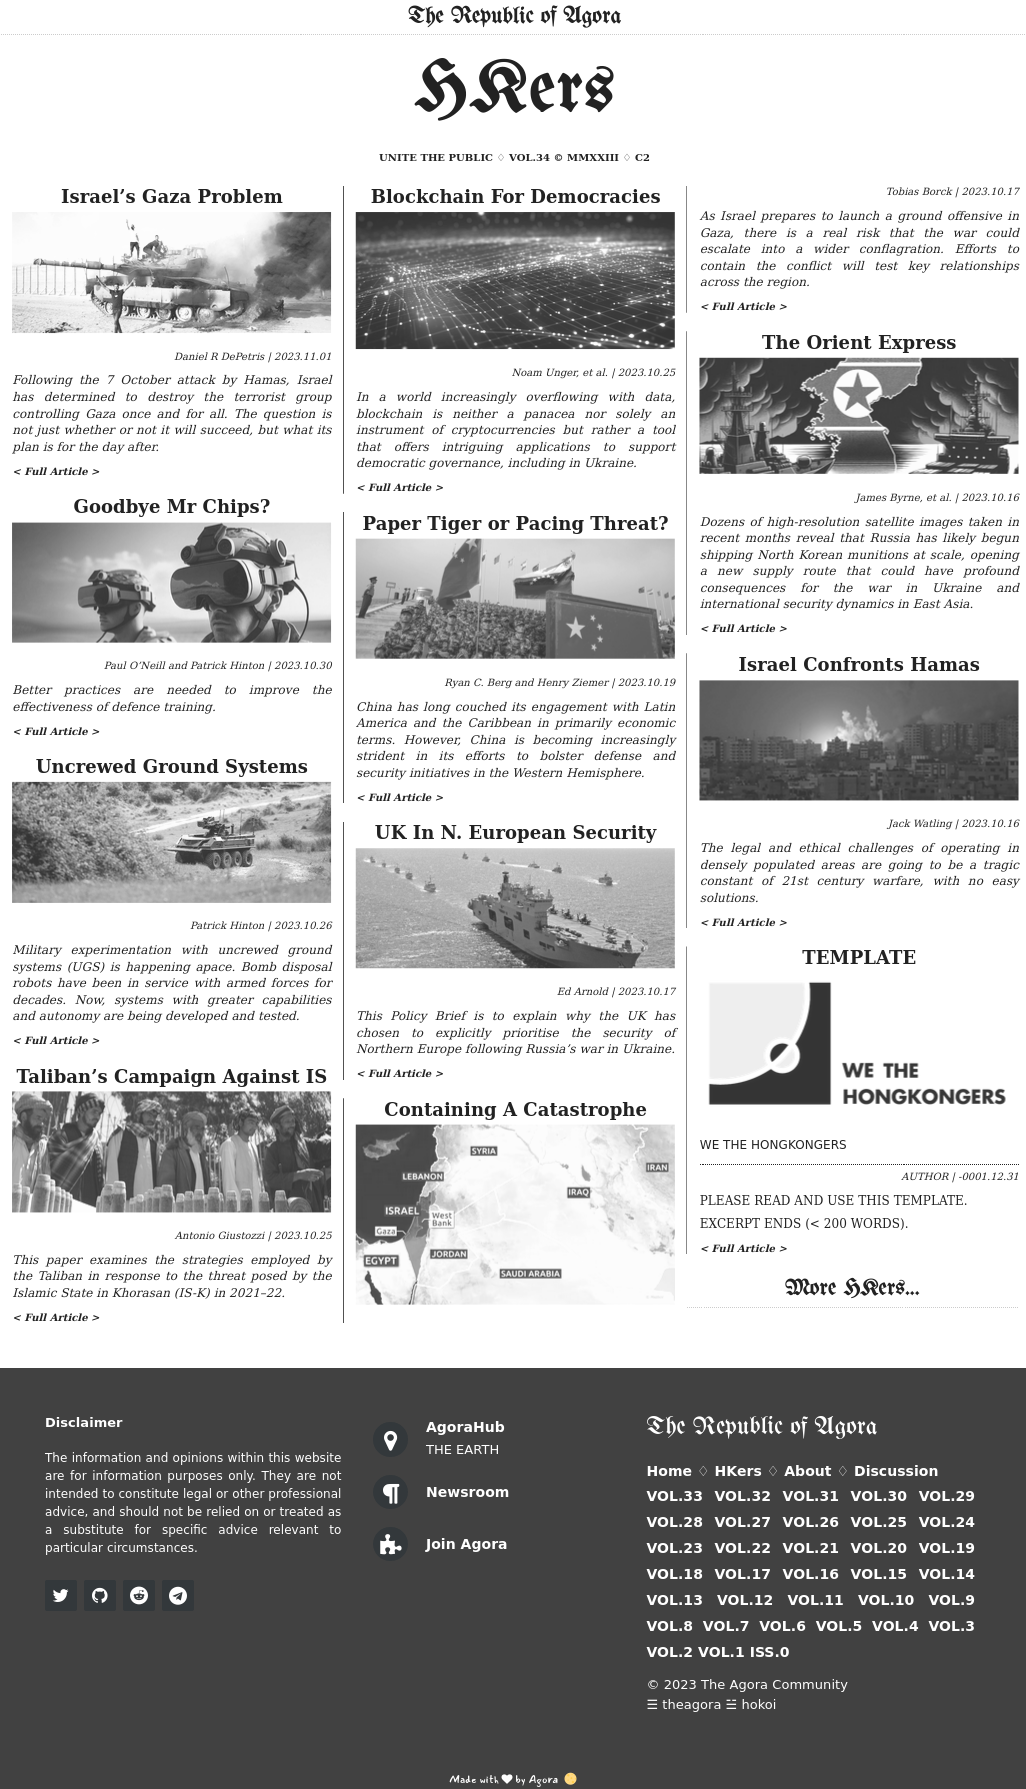 The Republic of Agora
HKers
UNITE THE PUBLIC ♢ VOL.34 © MMXXIII ♢ C2
Israel’s Gaza Problem
Daniel R DePetris | 2023.11.01
Following the 7 October attack by Hamas, Israel
has determined to destroy the terrorist group
controlling Gaza once and for all. The question is
not just whether or not it will succeed, but what its
plan is for the day after.
< Full Article >
Goodbye Mr Chips?
Paul O’Neill and Patrick Hinton | 2023.10.30
Better practices are needed to improve the
effectiveness of defence training.
< Full Article >
Uncrewed Ground Systems
Patrick Hinton | 2023.10.26
Military experimentation with uncrewed ground
systems (UGS) is happening apace. Bomb disposal
robots have been in service with armed forces for
decades. Now, systems with greater capabilities
and autonomy are being developed and tested.
< Full Article >
Taliban’s Campaign Against IS
Antonio Giustozzi | 2023.10.25
This paper examines the strategies employed by
the Taliban in response to the threat posed by the
Islamic State in Khorasan (IS-K) in 2021–22.
< Full Article >
Blockchain For Democracies
Noam Unger, et al. | 2023.10.25
In a world increasingly overflowing with data,
blockchain is neither a panacea nor solely an
instrument of cryptocurrencies but rather a tool
that offers intriguing applications to support
democratic governance, including in Ukraine.
< Full Article >
Paper Tiger or Pacing Threat?
Ryan C. Berg and Henry Ziemer | 2023.10.19
China has long couched its engagement with Latin
America and the Caribbean in primarily economic
terms. However, China is becoming increasingly
strident in its efforts to bolster defense and
security initiatives in the Western Hemisphere.
< Full Article >
UK In N. European Security
Ed Arnold | 2023.10.17
This Policy Brief is to explain why the UK has
chosen to explicitly prioritise the security of
Northern Europe following Russia’s war in Ukraine.
< Full Article >
Containing A Catastrophe
SYRIA
LEBANON
IRAN
IRAQ
ISRAEL
West
Bank
Gaza
JORDAN
EGYPT
SAUDI ARABIA
Tobias Borck | 2023.10.17
As Israel prepares to launch a ground offensive in
Gaza, there is a real risk that the war could
escalate into a wider conflagration. Efforts to
contain the conflict will test key relationships
across the region.
< Full Article >
The Orient Express
James Byrne, et al. | 2023.10.16
Dozens of high-resolution satellite images taken in
recent months reveal that Russia has likely begun
shipping North Korean munitions at scale, opening
a new supply route that could have profound
consequences for the war in Ukraine and
international security dynamics in East Asia.
< Full Article >
Israel Confronts Hamas
Jack Watling | 2023.10.16
The legal and ethical challenges of operating in
densely populated areas are going to be a tragic
constant of 21st century warfare, with no easy
solutions.
< Full Article >
TEMPLATE
WE THE
HONGKONGERS
WE THE HONGKONGERS
AUTHOR | -0001.12.31
PLEASE READ AND USE THIS TEMPLATE.
EXCERPT ENDS (< 200 WORDS).
< Full Article >
More HKers...
Disclaimer
The information and opinions within this website
are for information purposes only. They are not
intended to constitute legal or other professional
advice, and should not be relied on or treated as
a substitute for specific advice relevant to
particular circumstances.
AgoraHub
THE EARTH
Newsroom
Join Agora
The Republic of Agora
Home ♢ HKers ♢ About ♢ Discussion
VOL.33 VOL.32 VOL.31 VOL.30 VOL.29
VOL.28 VOL.27 VOL.26 VOL.25 VOL.24
VOL.23 VOL.22 VOL.21 VOL.20 VOL.19
VOL.18 VOL.17 VOL.16 VOL.15 VOL.14
VOL.13 VOL.12 VOL.11 VOL.10 VOL.9
VOL.8 VOL.7 VOL.6 VOL.5 VOL.4 VOL.3
VOL.2 VOL.1 ISS.0
© 2023 The Agora Community
☰ theagora ☱ hokoi
Made with ♥ by Agora